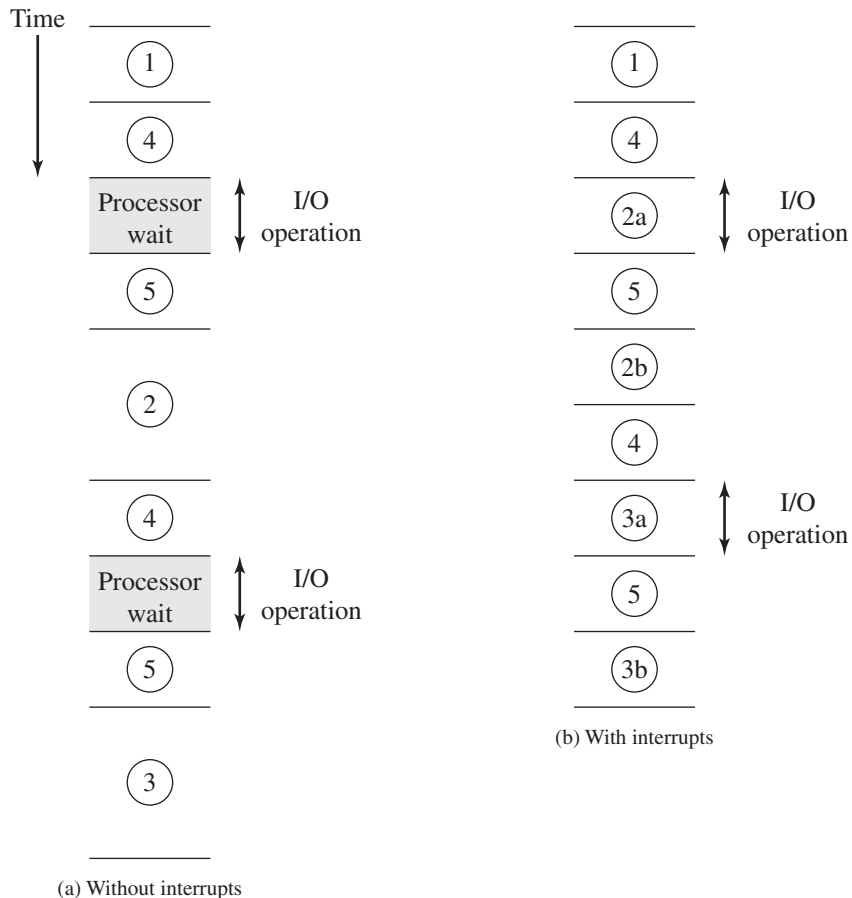 Time
1
4
Processor
wait
I/O
operation
5
2
4
Processor
wait
I/O
operation
5
3
(a) Without interrupts
1
4
2a
I/O
operation
5
2b
4
3a
I/O
operation
5
3b
(b) With interrupts